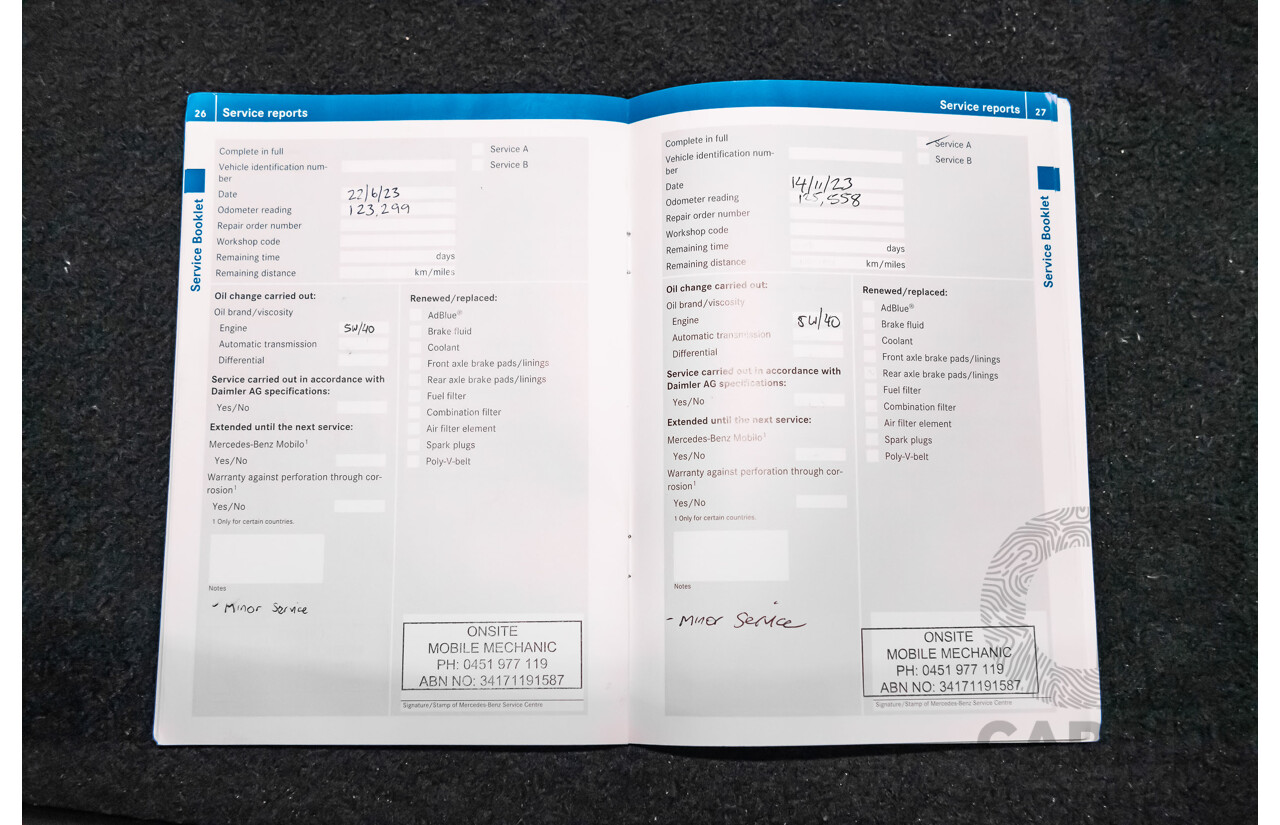 26 Service reports
Service Booklet
Complete in full
Service A
Vehicle identification num-
ber
Service B
Date 22/6/23
Odometer reading 123,299
Repair order number
Workshop code
Remaining time days
Remaining distance km/miles
Oil change carried out:
Oil brand/viscosity
Engine 5W/40
Automatic transmission
Differential
Service carried out in accordance with
Daimler AG specifications:
Yes/No
Extended until the next service:
Mercedes-Benz Mobilo1
Yes/No
Warranty against perforation through cor-
rosion1
Yes/No
1 Only for certain countries.
Renewed/replaced:
AdBlue®
Brake fluid
Coolant
Front axle brake pads/linings
Rear axle brake pads/linings
Fuel filter
Combination filter
Air filter element
Spark plugs
Poly-V-belt
Notes
- Minor Service
ONSITE
MOBILE MECHANIC
PH: 0451 977 119
ABN NO: 34171191587
Signature/Stamp of Mercedes-Benz Service Centre
Service reports 27
Service Booklet
Complete in full
Service A
Vehicle identification num-
ber
Service B
Date 14/11/23
Odometer reading 125,558
Repair order number
Workshop code
Remaining time days
Remaining distance km/miles
Oil change carried out:
Oil brand/viscosity
Engine 5W/40
Automatic transmission
Differential
Service carried out in accordance with
Daimler AG specifications:
Yes/No
Extended until the next service:
Mercedes-Benz Mobilo1
Yes/No
Warranty against perforation through cor-
rosion1
Yes/No
1 Only for certain countries.
Renewed/replaced:
AdBlue®
Brake fluid
Coolant
Front axle brake pads/linings
Rear axle brake pads/linings
Fuel filter
Combination filter
Air filter element
Spark plugs
Poly-V-belt
Notes
- Minor Service
ONSITE
MOBILE MECHANIC
PH: 0451 977 119
ABN NO: 34171191587
Signature/Stamp of Mercedes-Benz Service Centre